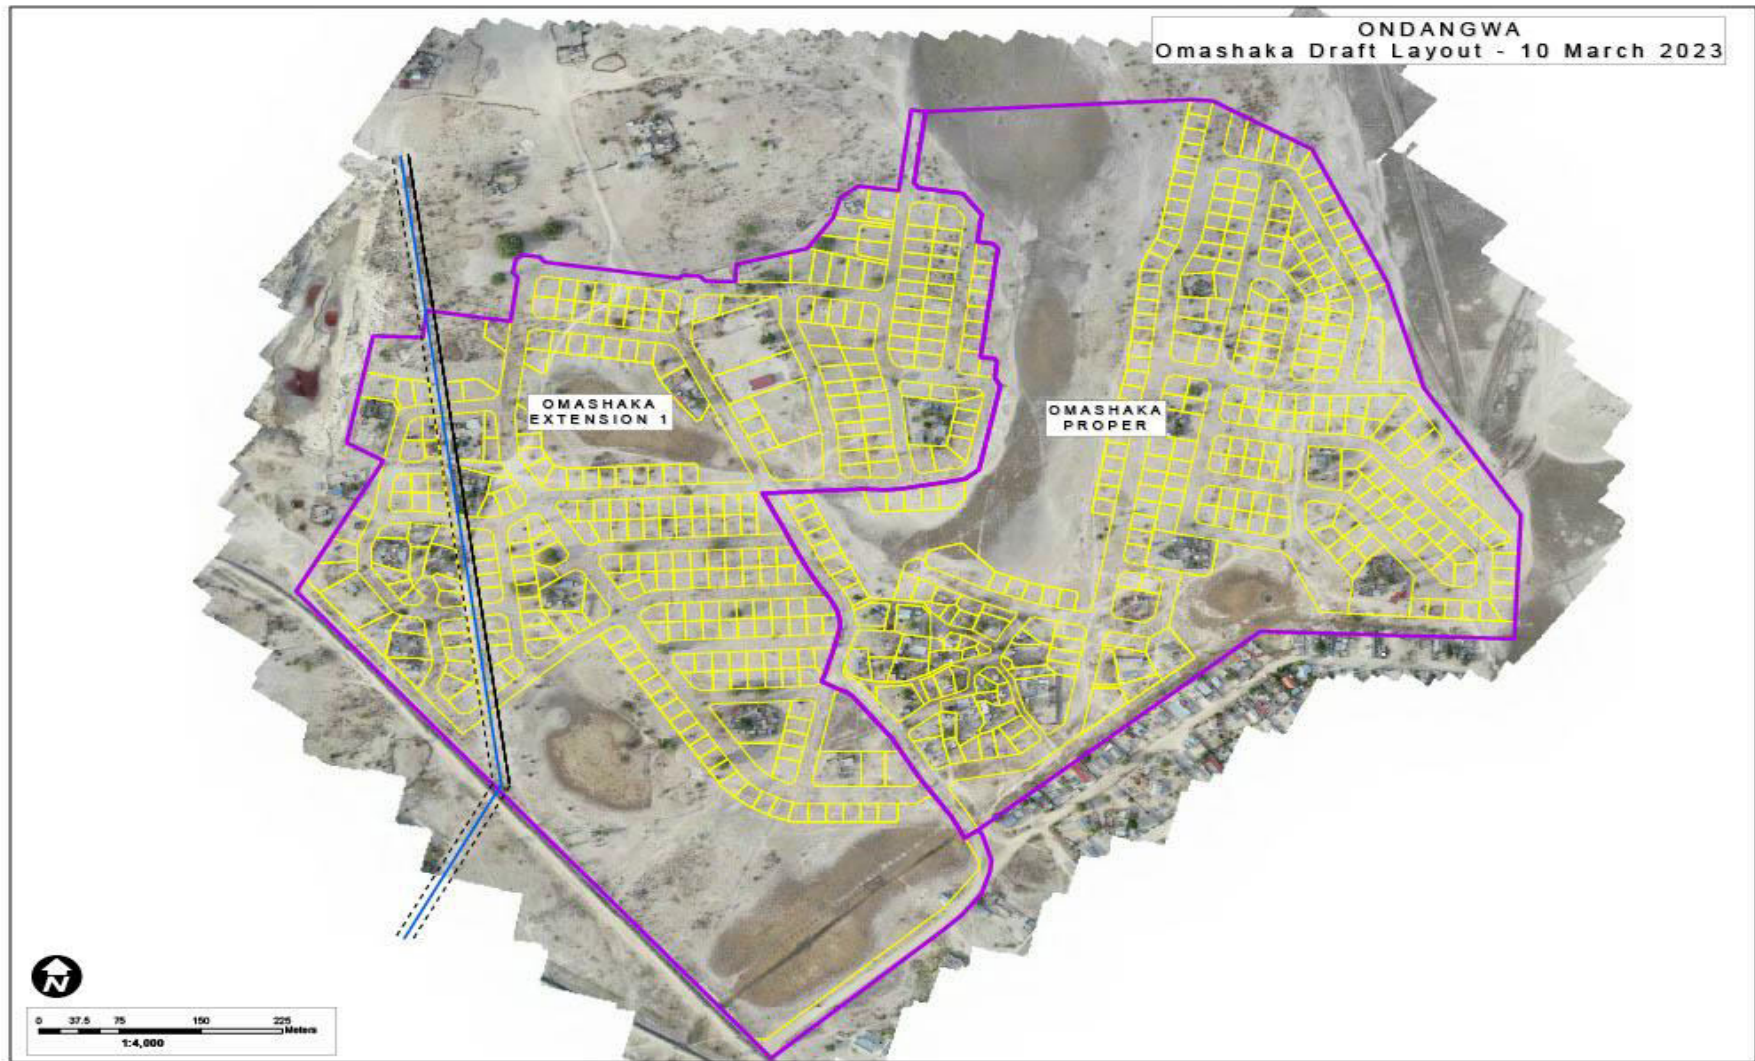 ONDANGWA
Omashaka Draft Layout - 10 March 2023
OMASHAKA
EXTENSION 1
OMASHAKA
PROPER
N
0 37.5 75 150 225
Meters
1:4,000